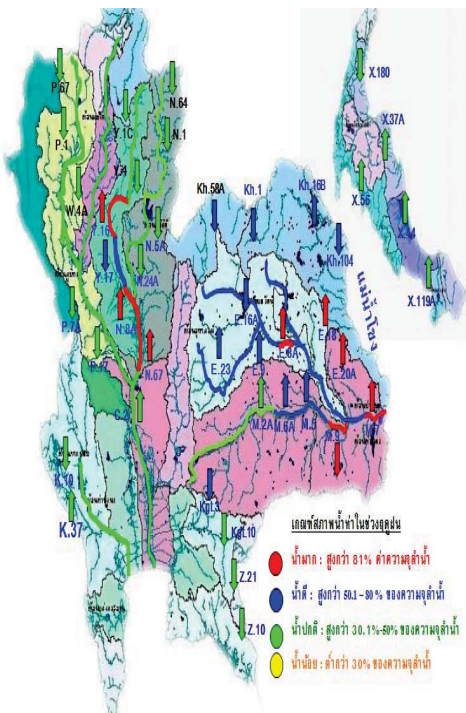 P.67
N.64
Y.1C
N.1
P.1
Y.4
W.4A
Y.16
N.5A
Y.17
N.24A
P.7A
N.8A
P.17
N.67
C.2
K.10
K.37
Kh.58A
Kh.1
Kh.16B
Kh.104
แม่น้ำโขง
E.16A
E.8A
E.18
E.23
E.9
E.20A
M.2A
M.6A
M.5
M.9
M.7
Kgt.3
Kgt.10
Z.21
Z.10
X.180
X.37A
X.56
X.44
X.119A
เกณฑ์สภาพน้ำท่าในช่วงฤดูฝน
น้ำมาก : สูงกว่า 81% ค่าความจุลำน้ำ
น้ำดี : สูงกว่า 50.1 - 80 % ของความจุลำน้ำ
น้ำปกติ : สูงกว่า 30.1%-50% ของความจุลำน้ำ
น้ำน้อย : ต่ำกว่า 30% ของความจุลำน้ำ